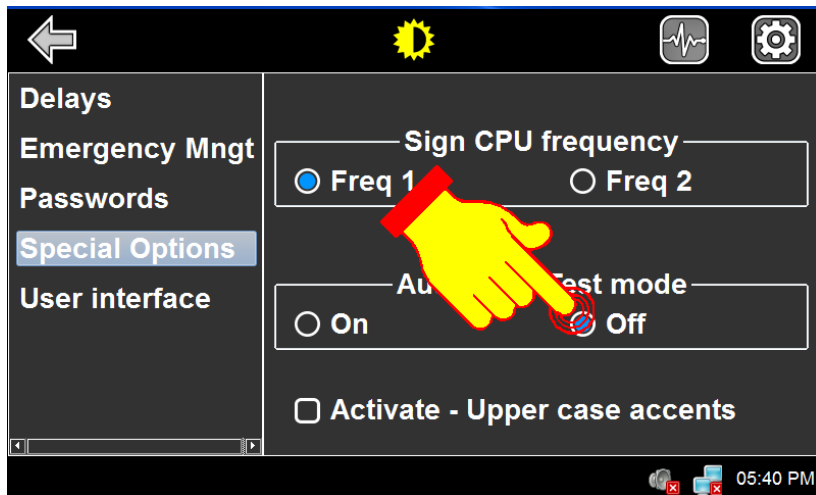 Delays
Emergency Mngt
Passwords
Special Options
User interface
Sign CPU frequency
Freq 1
Freq 2
Test mode
On
Off
Activate - Upper case accents
05:40 PM